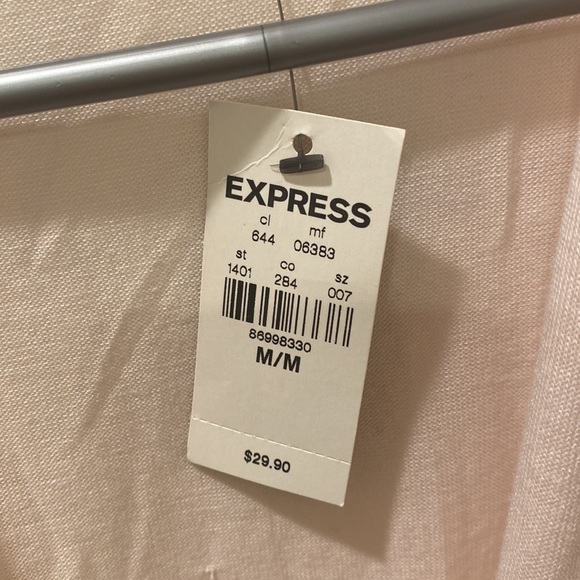 EXPRESS
cl mf
644 06383
st co sz
1401 284 007
86998330
M/M
$29.90